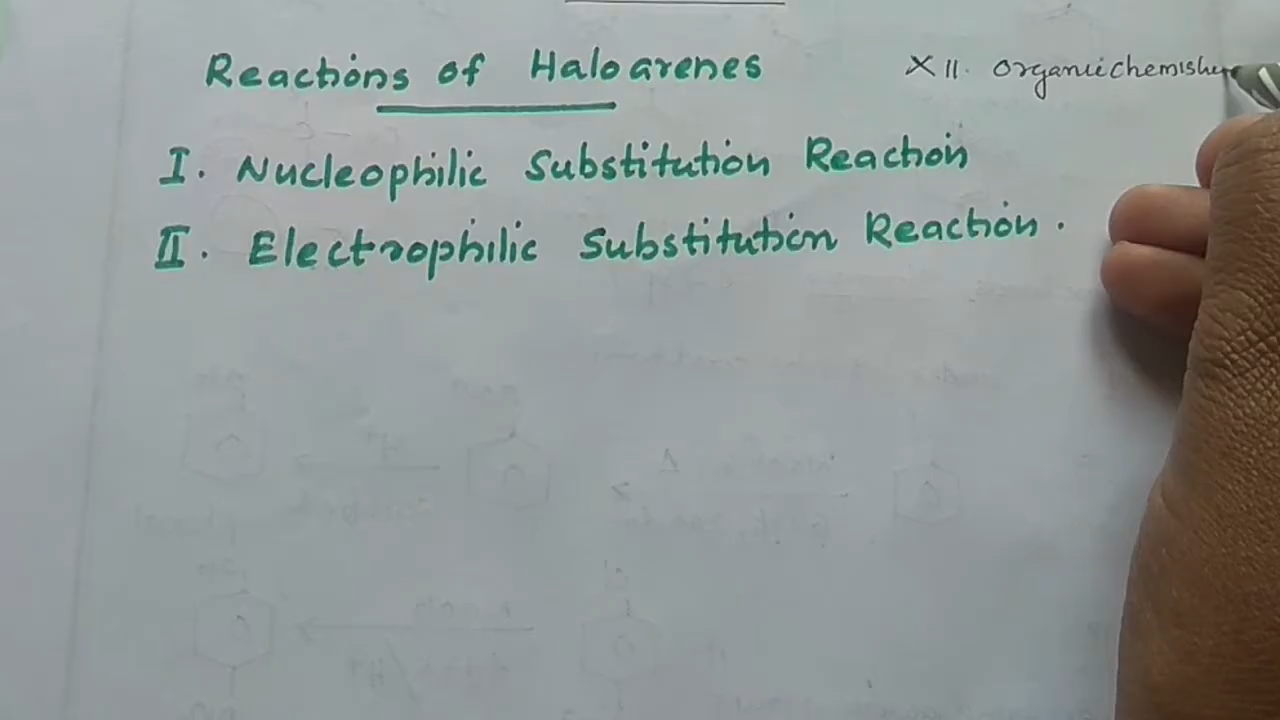 Reactions of Haloarenes
XII. Organic chemistry
I. Nucleophilic Substitution Reaction
II. Electrophilic Substitution Reaction.